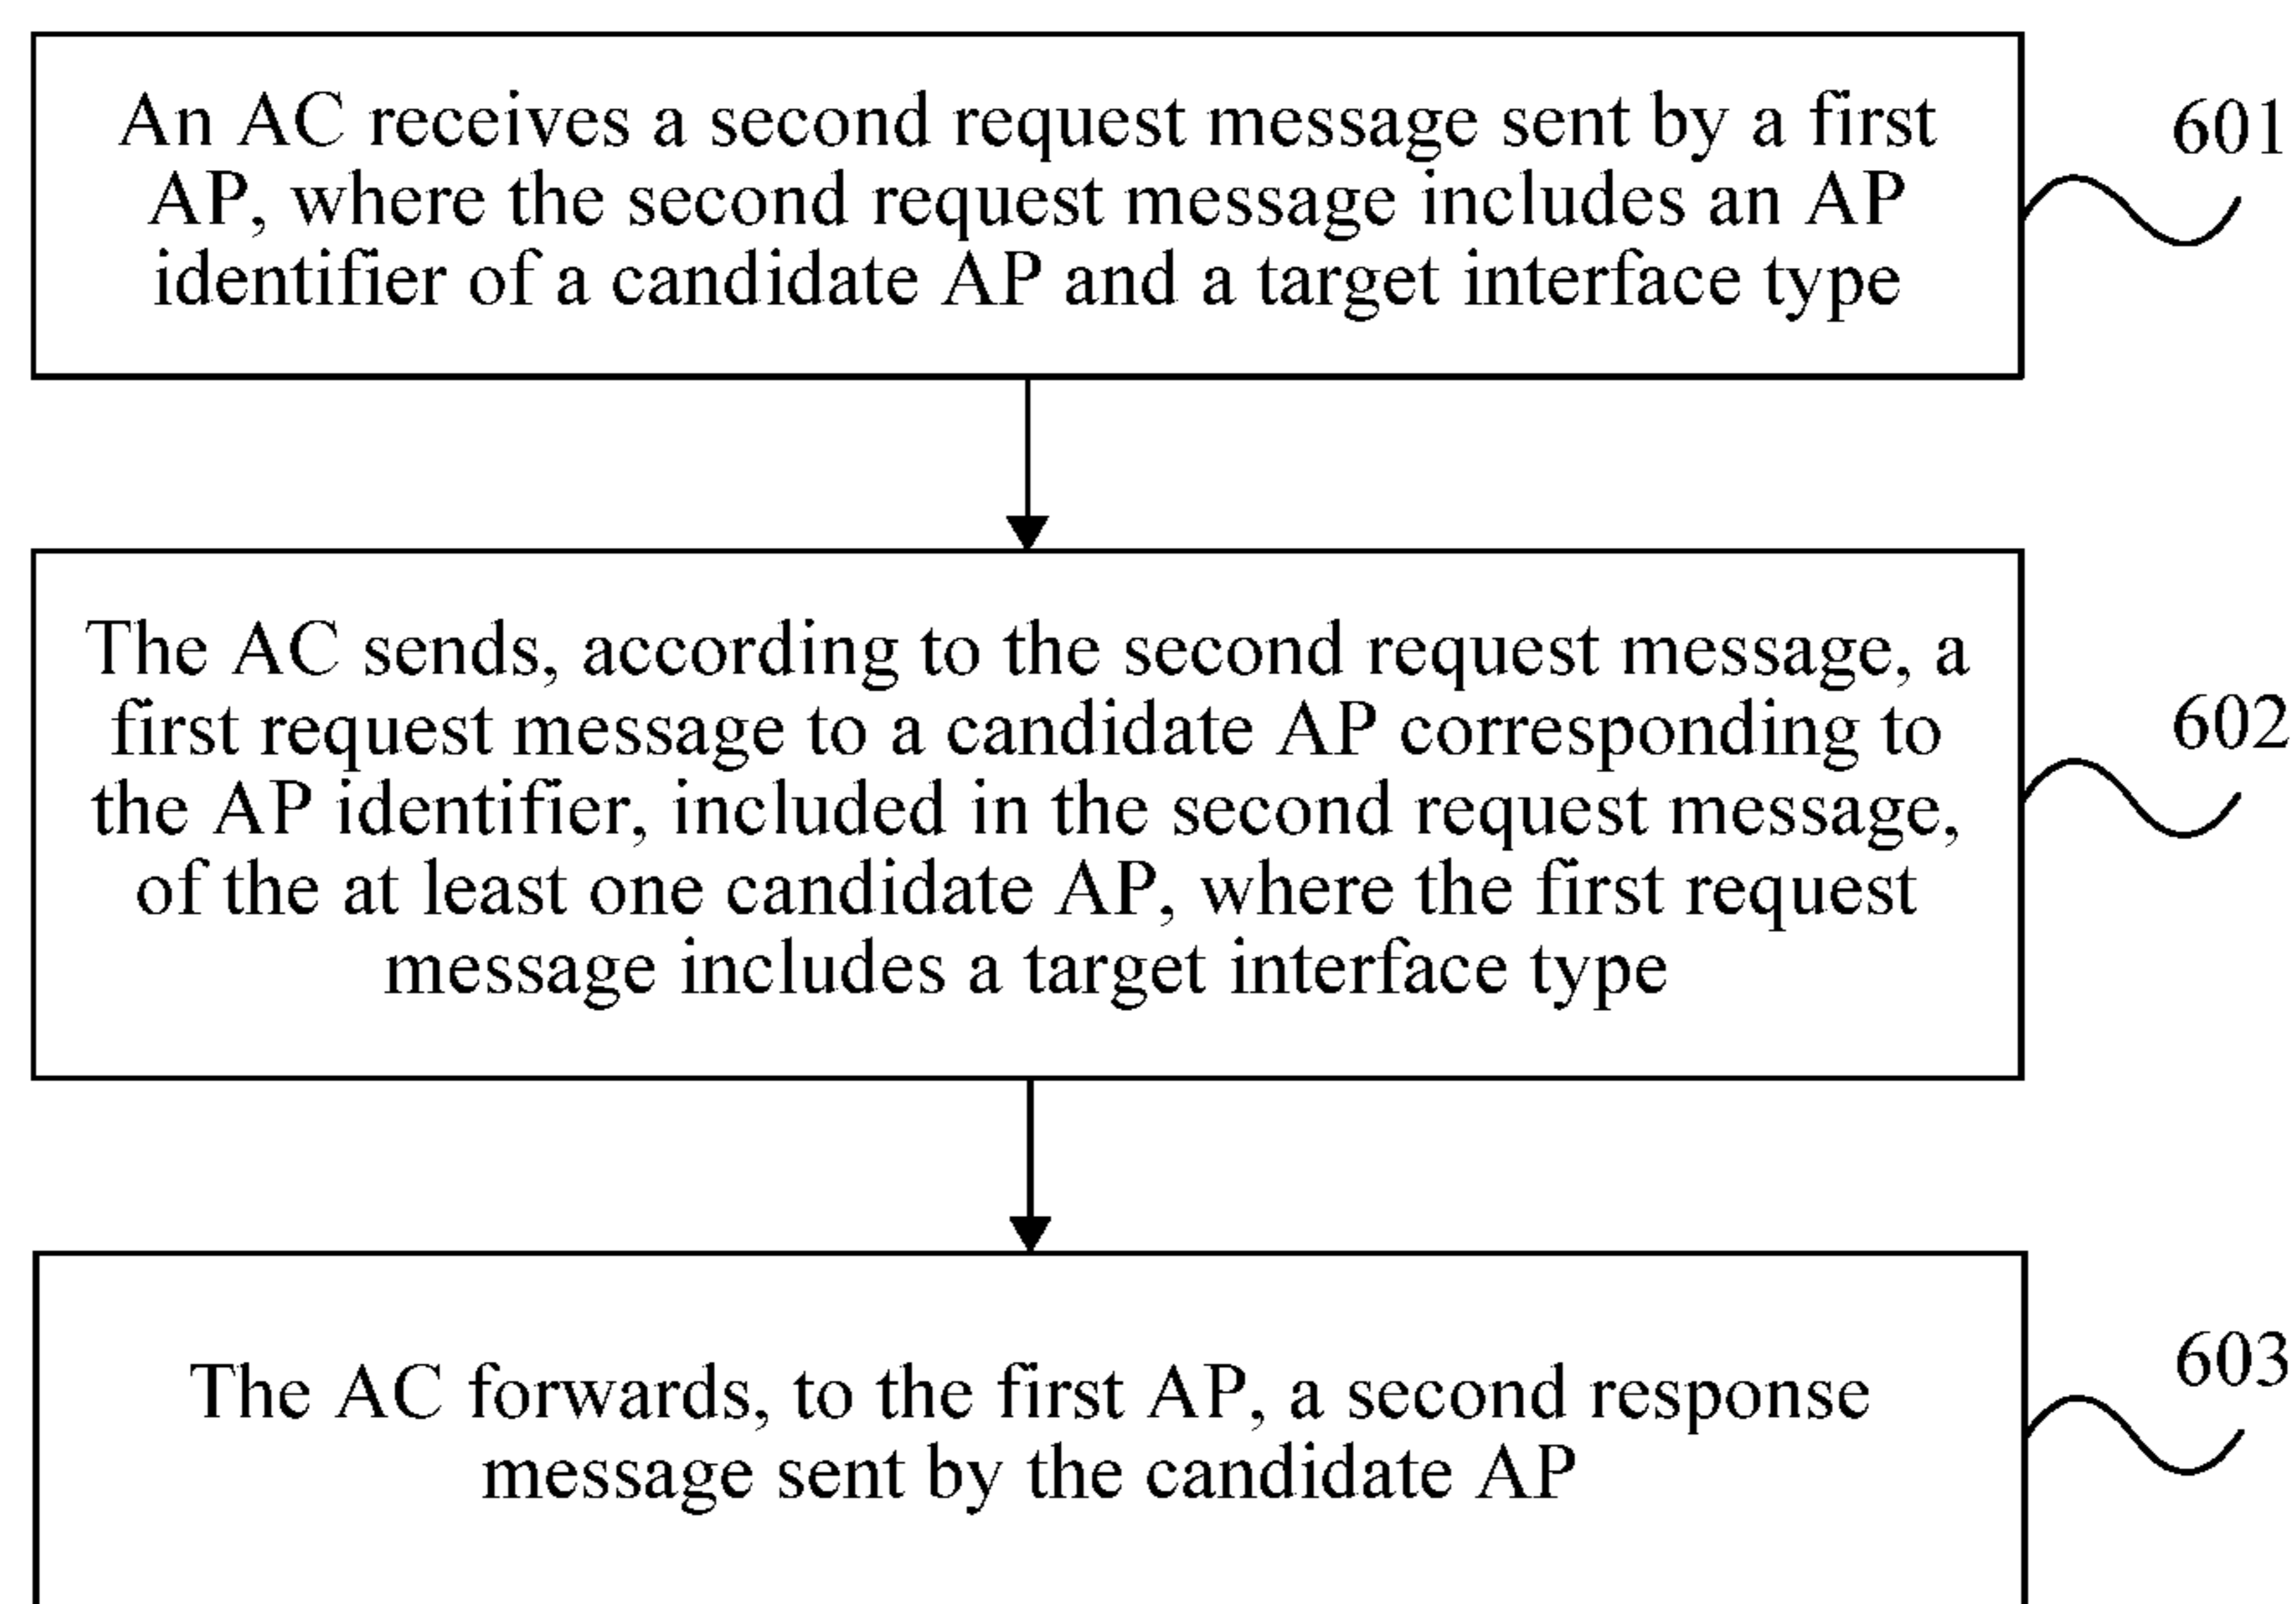 An AC receives a second request message sent by a first
AP, where the second request message includes an AP
identifier of a candidate AP and a target interface type
601
The AC sends, according to the second request message, a
first request message to a candidate AP corresponding to
the AP identifier, included in the second request message,
of the at least one candidate AP, where the first request
message includes a target interface type
602
The AC forwards, to the first AP, a second response
message sent by the candidate AP
603